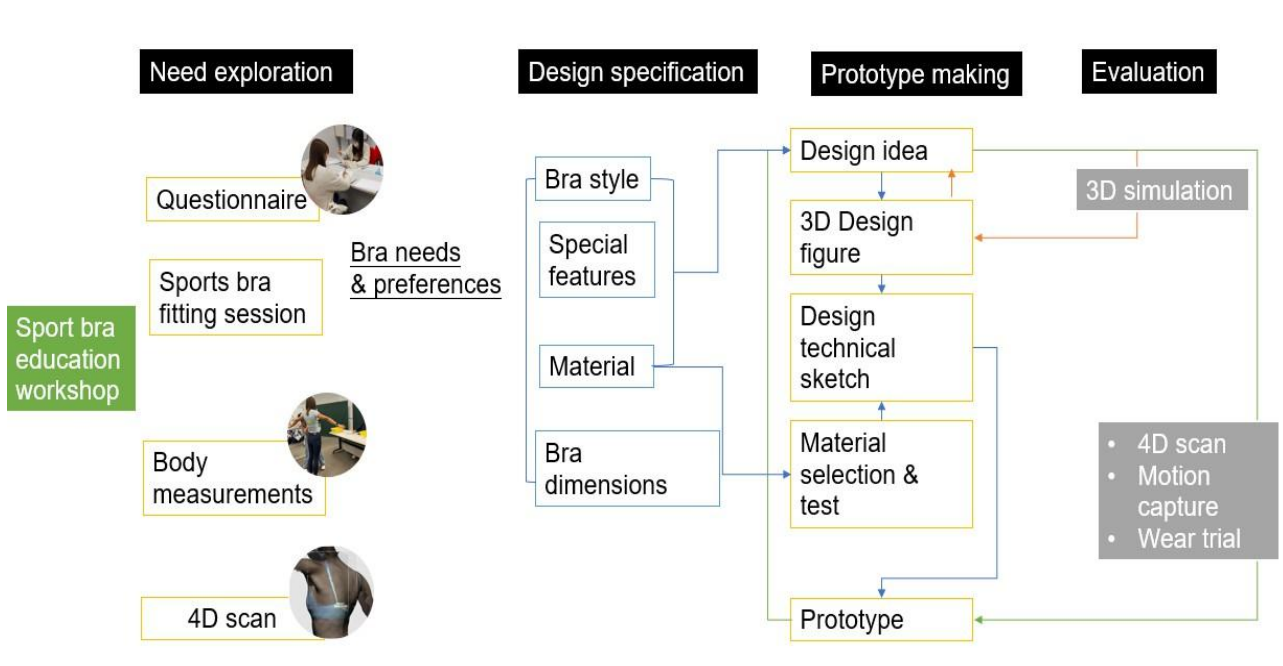 Need exploration
Design specification
Prototype making
Evaluation
Sport bra
education
workshop
Questionnaire
Sports bra
fitting session
Body
measurements
4D scan
Bra needs
& preferences
Bra style
Special
features
Material
Bra
dimensions
Design idea
3D Design
figure
Design
technical
sketch
Material
selection &
test
Prototype
3D simulation
• 4D scan
• Motion
capture
• Wear trial